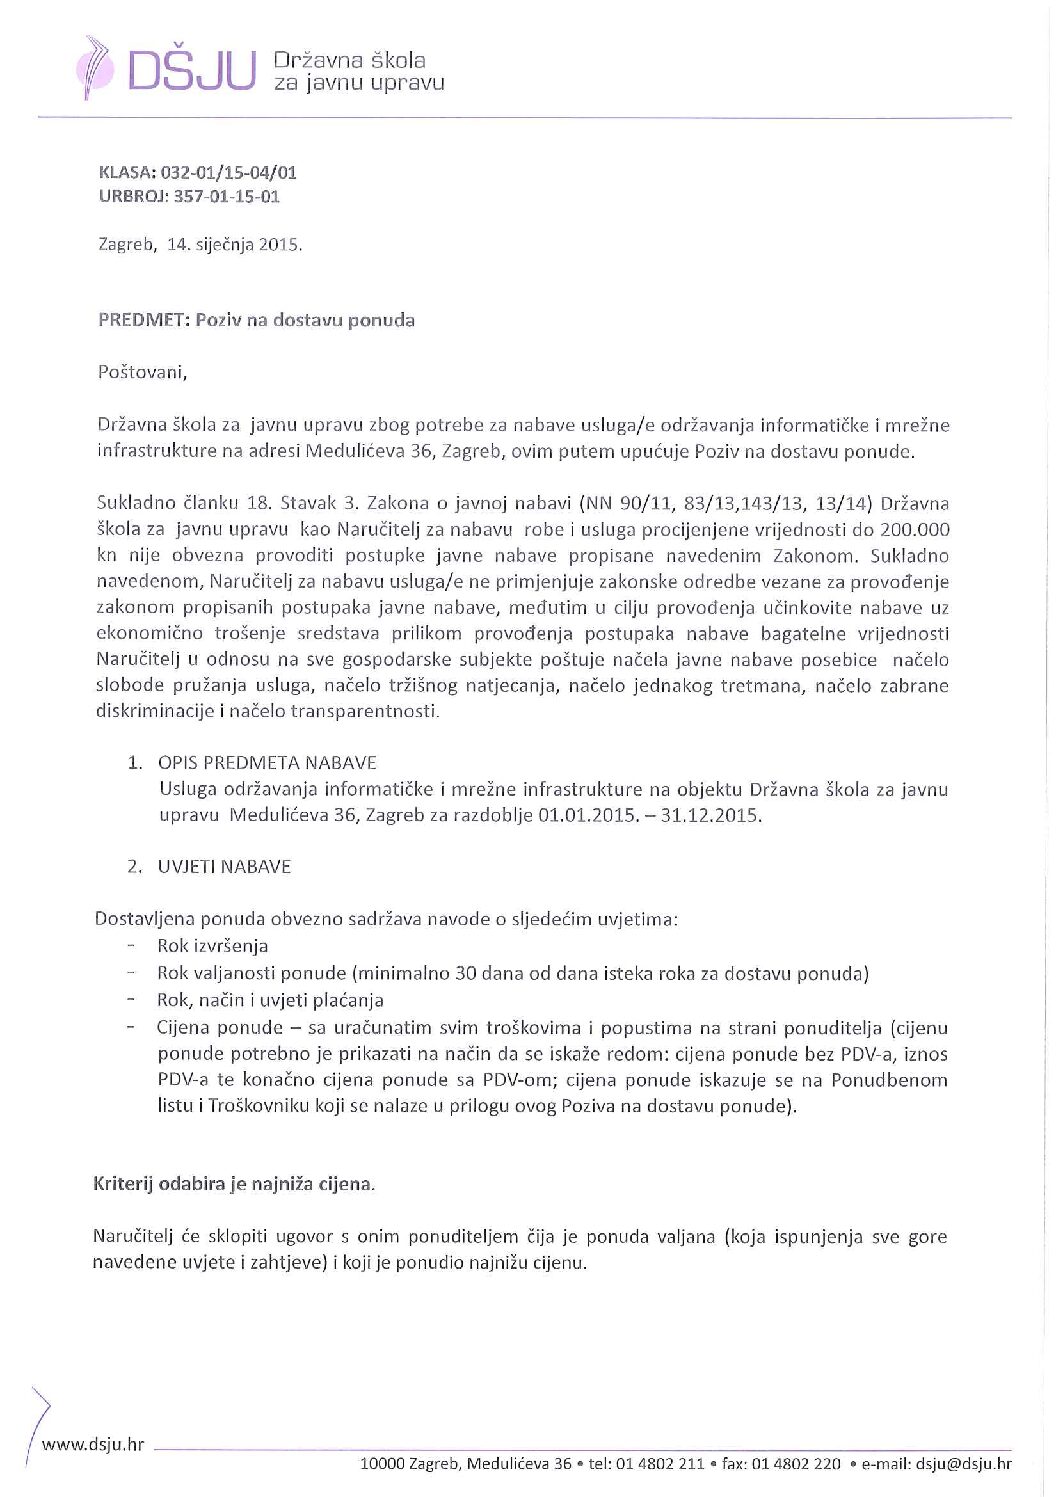 DŠJU Državna škola
za javnu upravu
KLASA: 032-01/15-04/01
URBROJ: 357-01-15-01
Zagreb, 14. siječnja 2015.
PREDMET: Poziv na dostavu ponuda
Poštovani,
Državna škola za javnu upravu zbog potrebe za nabave usluga/e održavanja informatičke i mrežne
infrastrukture na adresi Medulićeva 36, Zagreb, ovim putem upućuje Poziv na dostavu ponude.
Sukladno članku 18. Stavak 3. Zakona o javnoj nabavi (NN 90/11, 83/13,143/13, 13/14) Državna
škola za javnu upravu kao Naručitelj za nabavu robe i usluga procijenjene vrijednosti do 200.000
kn nije obvezna provoditi postupke javne nabave propisane navedenim Zakonom. Sukladno
navedenom, Naručitelj za nabavu usluga/e ne primjenjuje zakonske odredbe vezane za provođenje
zakonom propisanih postupaka javne nabave, međutim u cilju provođenja učinkovite nabave uz
ekonomično trošenje sredstava prilikom provođenja postupaka nabave bagatelne vrijednosti
Naručitelj u odnosu na sve gospodarske subjekte poštuje načela javne nabave posebice načelo
slobode pružanja usluga, načelo tržišnog natjecanja, načelo jednakog tretmana, načelo zabrane
diskriminacije i načelo transparentnosti.
1. OPIS PREDMETA NABAVE
Usluga održavanja informatičke i mrežne infrastrukture na objektu Državna škola za javnu
upravu Medulićeva 36, Zagreb za razdoblje 01.01.2015. – 31.12.2015.
2. UVJETI NABAVE
Dostavljena ponuda obvezno sadržava navode o sljedećim uvjetima:
- Rok izvršenja
- Rok valjanosti ponude (minimalno 30 dana od dana isteka roka za dostavu ponuda)
- Rok, način i uvjeti plaćanja
- Cijena ponude – sa uračunatim svim troškovima i popustima na strani ponuditelja (cijenu
ponude potrebno je prikazati na način da se iskaže redom: cijena ponude bez PDV-a, iznos
PDV-a te konačno cijena ponude sa PDV-om; cijena ponude iskazuje se na Ponudbenom
listu i Troškovniku koji se nalaze u prilogu ovog Poziva na dostavu ponude).
Kriterij odabira je najniža cijena.
Naručitelj će sklopiti ugovor s onim ponuditeljem čija je ponuda valjana (koja ispunjenja sve gore
navedene uvjete i zahtjeve) i koji je ponudio najnižu cijenu.
www.dsju.hr
10000 Zagreb, Medulićeva 36 • tel: 01 4802 211 • fax: 01 4802 220 • e-mail: dsju@dsju.hr